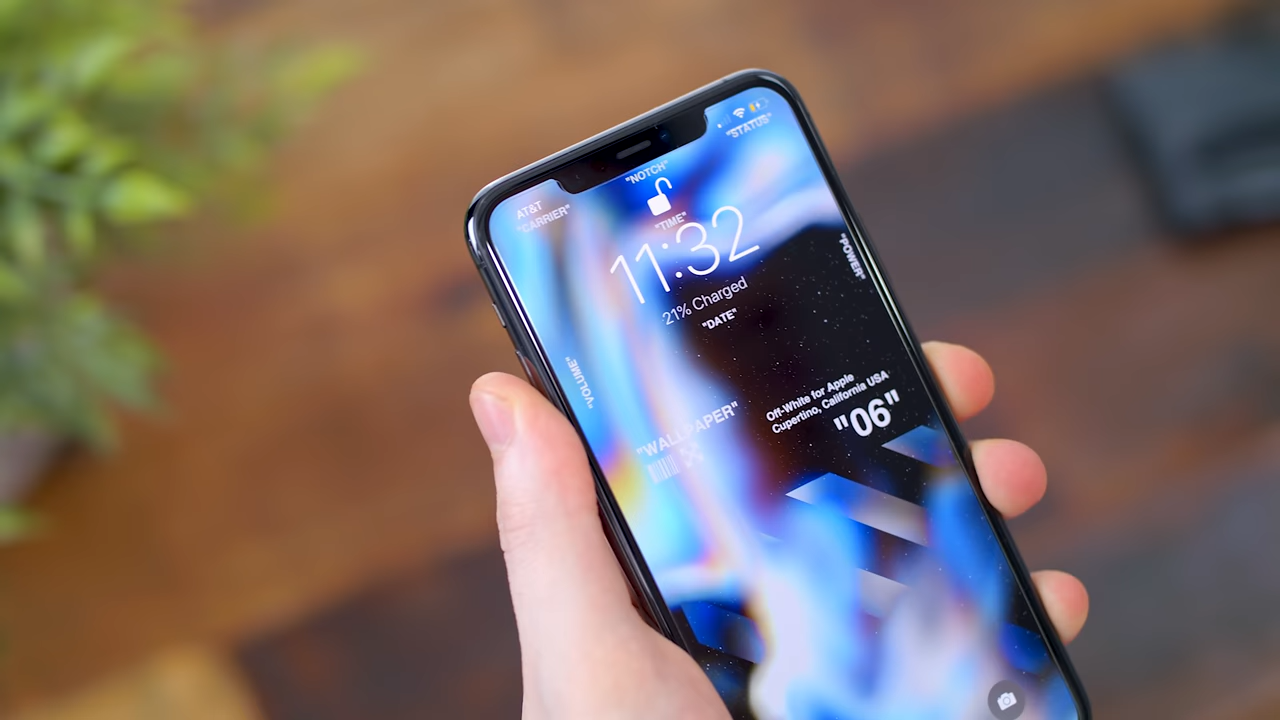 "STATUS"
"NOTCH"
AT&T
"CARRIER"
"TIME"
11:32
21% Charged
"DATE"
"POWER"
"VOLUME"
Off-White for Apple
Cupertino, California USA
"06"
"WALLPAPER"